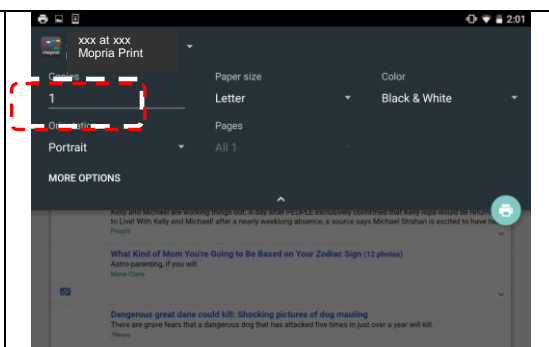 2:01
xxx at xxx
Mopria Print
mopria
Copies Paper size Color
1 Letter Black & White
Orientation Pages
Portrait All 1
MORE OPTIONS
Kelly and Michael are working things out. A day after PEOPLE exclusively confirmed that Kelly Ripa would be return
to Live! With Kelly and Michael! after a nearly weeklong absence, a source says Michael Strahan is excited to have he
People
What Kind of Mom You're Going to Be Based on Your Zodiac Sign (12 photos)
Astro-parenting, if you will.
Marie Claire
Dangerous great dane could kill: Shocking pictures of dog mauling
There are grave fears that a dangerous dog that has attacked five times in just over a year will kill.